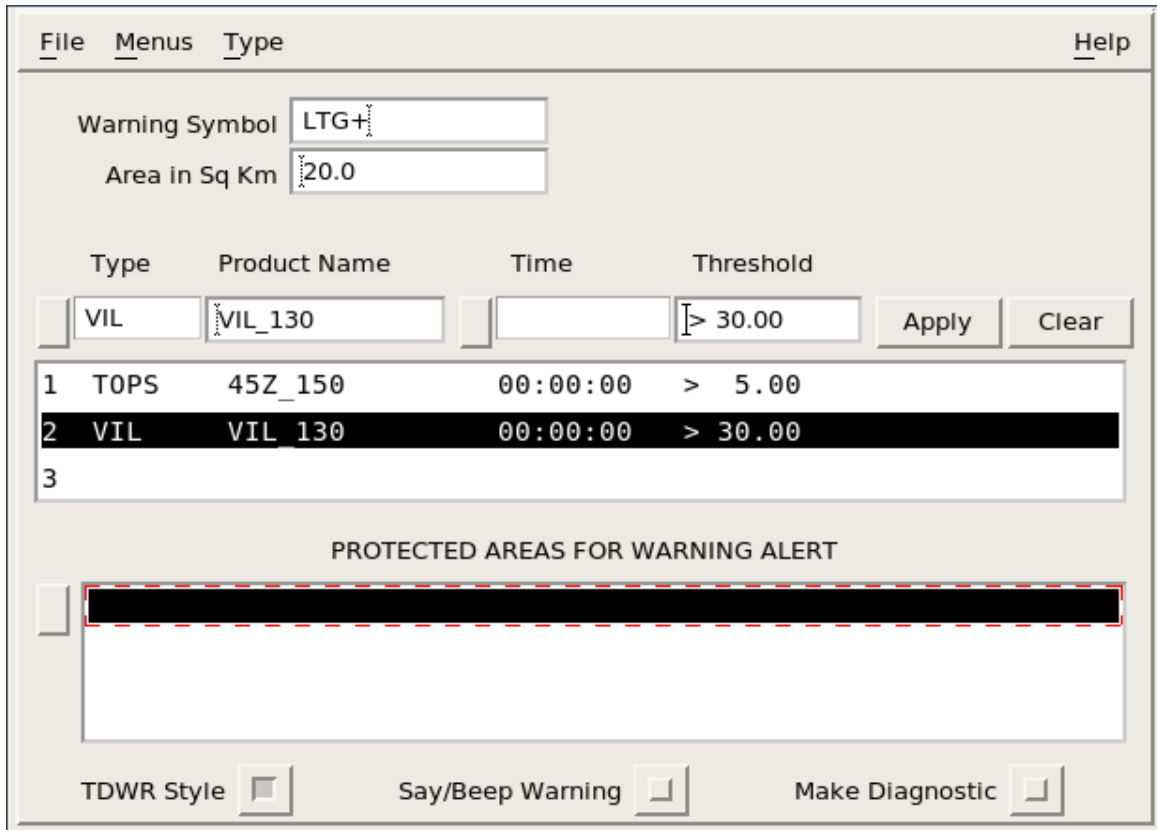 File Menus Type Help
Warning Symbol LTG+
Area in Sq Km 20.0
Type Product Name Time Threshold
VIL VIL_130 > 30.00 Apply Clear
1 TOPS 45Z_150 00:00:00 > 5.00
2 VIL VIL_130 00:00:00 > 30.00
3
PROTECTED AREAS FOR WARNING ALERT
TDWR Style Say/Beep Warning Make Diagnostic